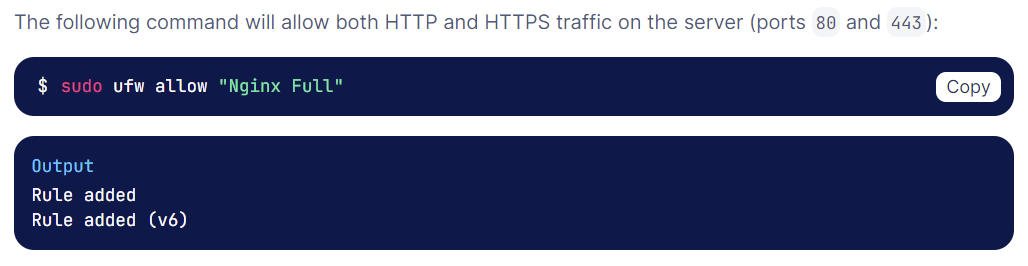 The following command will allow both HTTP and HTTPS traffic on the server (ports 80 and 443):
$ sudo ufw allow "Nginx Full"
Copy
Output
Rule added
Rule added (v6)